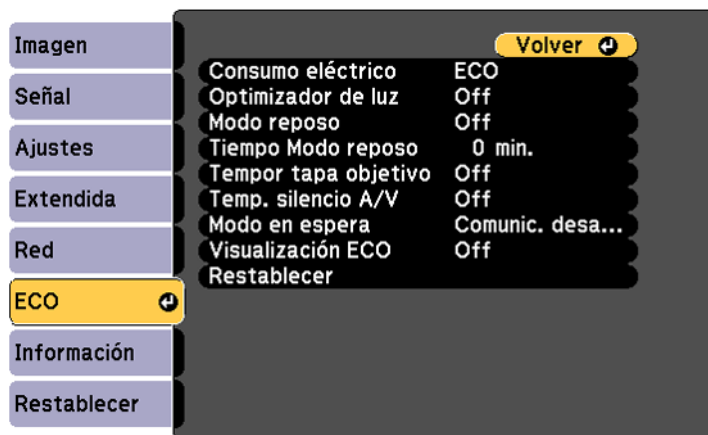 Imagen
Señal
Ajustes
Extendida
Red
ECO
Información
Restablecer
Volver
Consumo eléctrico ECO
Optimizador de luz Off
Modo reposo Off
Tiempo Modo reposo 0 min.
Tempor tapa objetivo Off
Temp. silencio A/V Off
Modo en espera Comunic. desa...
Visualización ECO Off
Restablecer